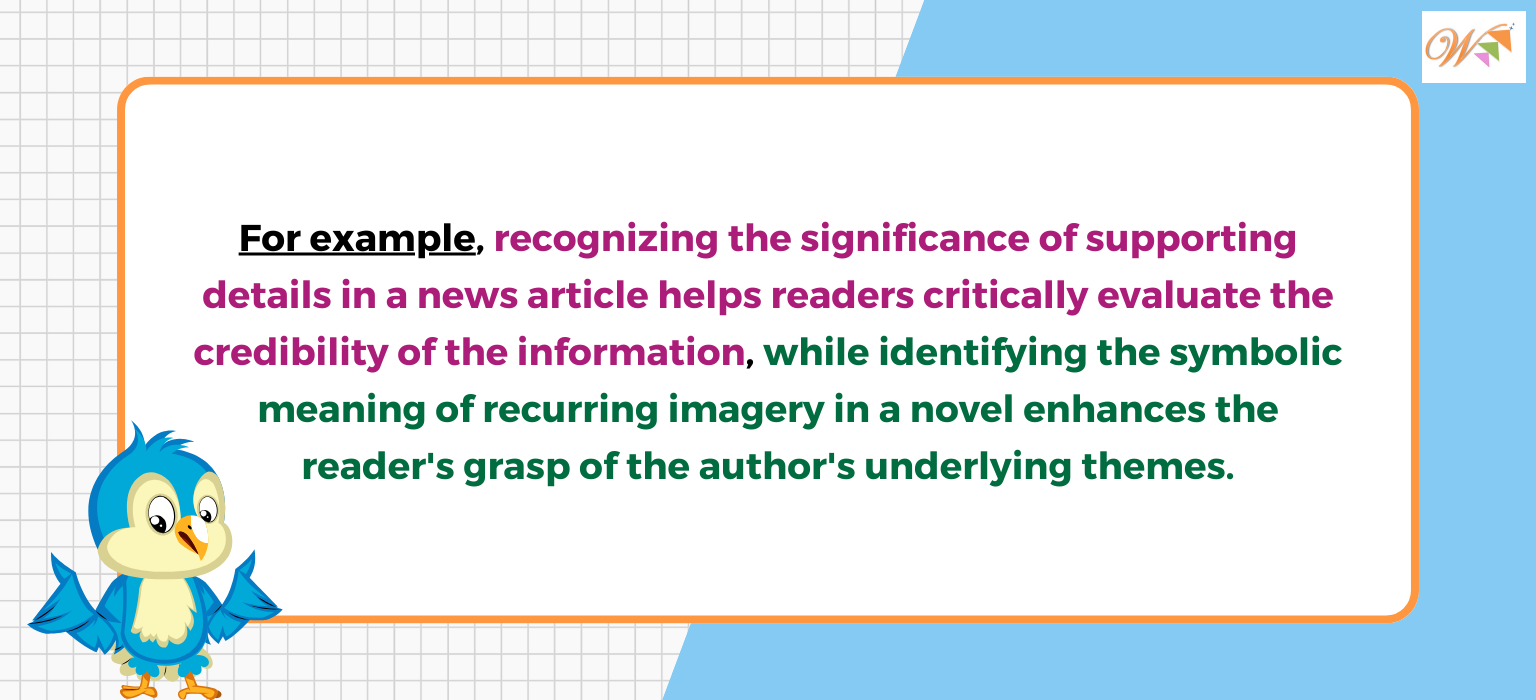 For example, recognizing the significance of supporting
details in a news article helps readers critically evaluate the
credibility of the information, while identifying the symbolic
meaning of recurring imagery in a novel enhances the
reader's grasp of the author's underlying themes.